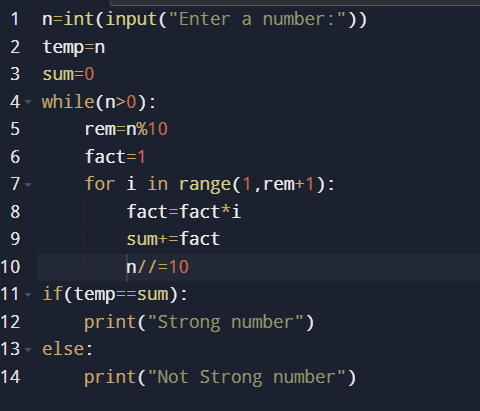 1 n=int(input("Enter a number:"))
2 temp=n
3 sum=0
4 while(n>0):
5     rem=n%10
6     fact=1
7     for i in range(1,rem+1):
8         fact=fact*i
9         sum+=fact
10         n//=10
11 if(temp==sum):
12     print("Strong number")
13 else:
14     print("Not Strong number")